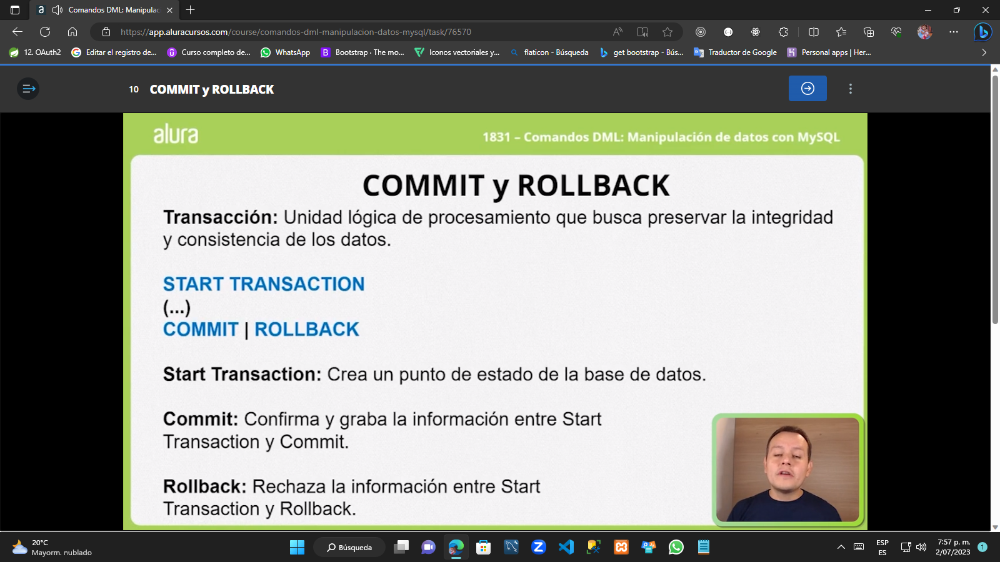 a Comandos DML: Manipulac
https://app.aluracursos.com/course/comandos-dml-manipulacion-datos-mysql/task/76570
12. OAuth2 Editar el registro de... Curso completo de... WhatsApp Bootstrap · The mo... Iconos vectoriales y... flaticon - Búsqueda get bootstrap - Bús... Traductor de Google Personal apps | Her...
10 COMMIT y ROLLBACK
alura
1831 – Comandos DML: Manipulación de datos con MySQL
COMMIT y ROLLBACK
Transacción: Unidad lógica de procesamiento que busca preservar la integridad
y consistencia de los datos.
START TRANSACTION
(...)
COMMIT | ROLLBACK
Start Transaction: Crea un punto de estado de la base de datos.
Commit: Confirma y graba la información entre Start
Transaction y Commit.
Rollback: Rechaza la información entre Start
Transaction y Rollback.
20°C
Mayorm. nublado
Búsqueda
ESP
ES
7:57 p. m.
2/07/2023
1